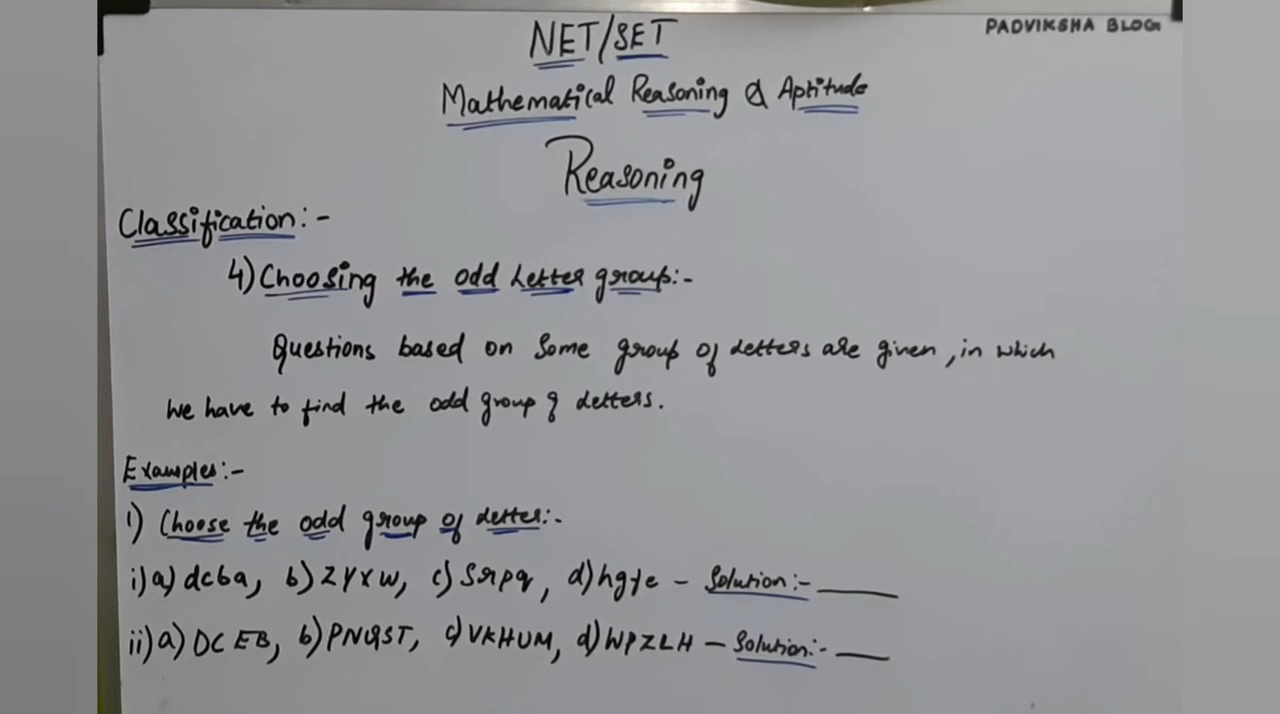 NET/SET
PADVIKSHA BLOG
Mathematical Reasoning & Aptitude
Reasoning
Classification:-
4) Choosing the odd Letter group:-
Questions based on Some group of Letters are given, in which
We have to find the odd group of Letters.
Examples:-
1) Choose the odd group of Letter:-
i) a) dcba, b) ZYXW, c) Srpq, d) hgfe - Solution:- ____
ii) a) DCEB, b) PNQST, c) VKHUM, d) WPZLH - Solution:- ____